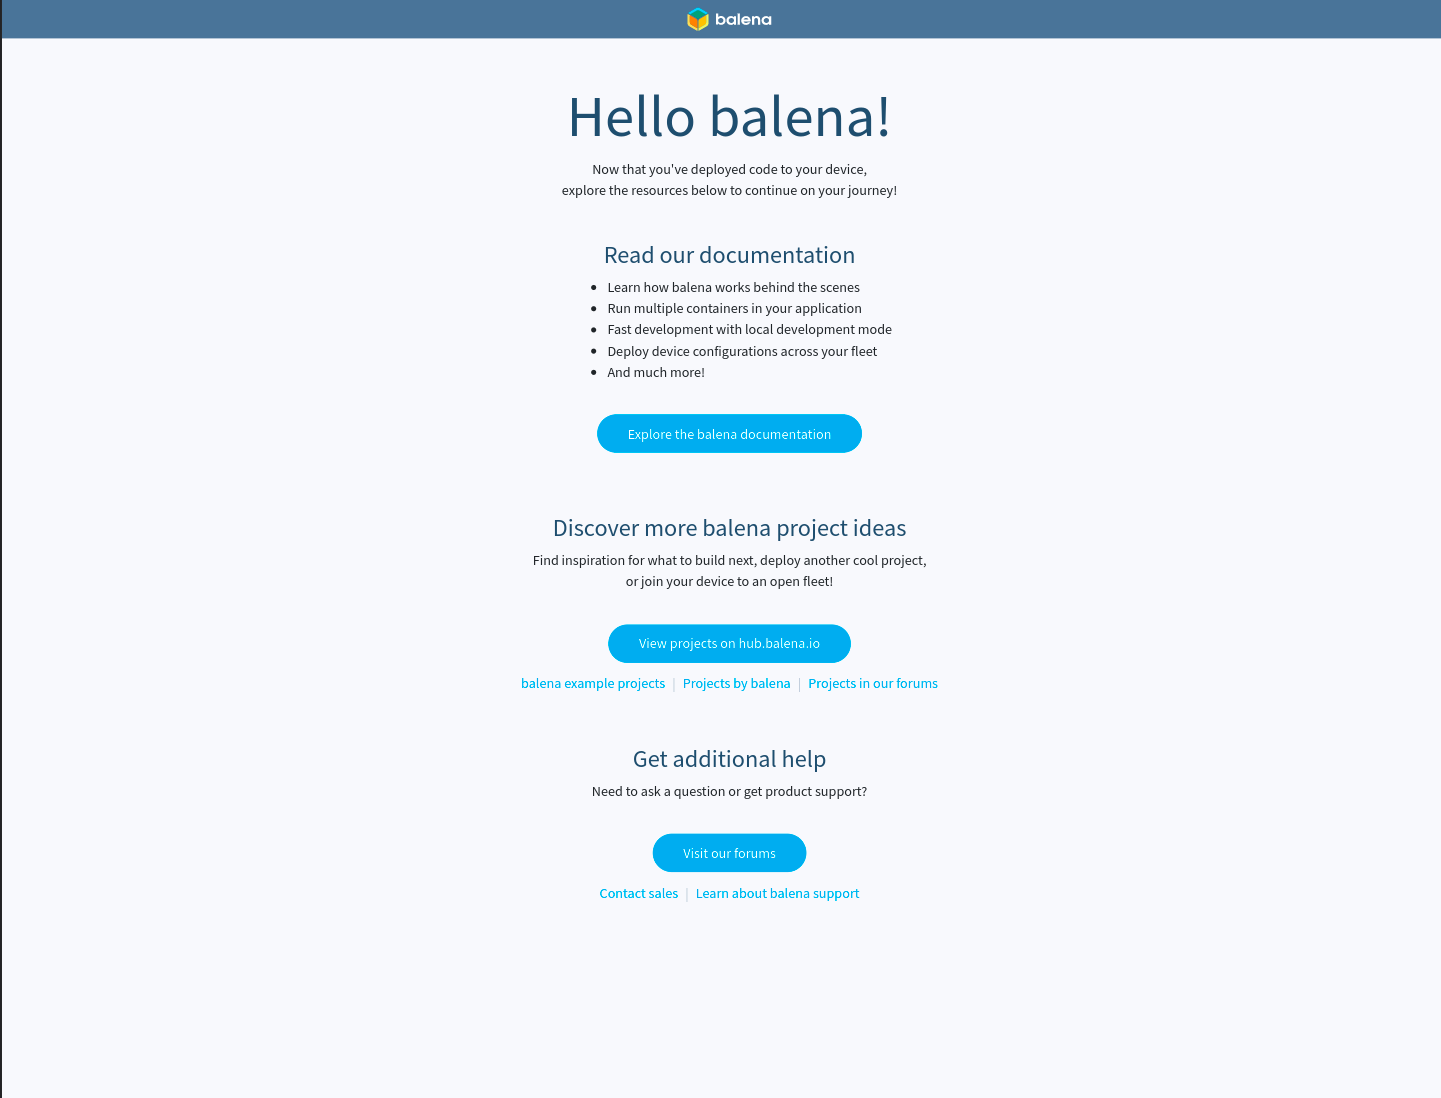 balena
Hello balena!
Now that you've deployed code to your device,
explore the resources below to continue on your journey!
Read our documentation
• Learn how balena works behind the scenes
• Run multiple containers in your application
• Fast development with local development mode
• Deploy device configurations across your fleet
• And much more!
Explore the balena documentation
Discover more balena project ideas
Find inspiration for what to build next, deploy another cool project,
or join your device to an open fleet!
View projects on hub.balena.io
balena example projects | Projects by balena | Projects in our forums
Get additional help
Need to ask a question or get product support?
Visit our forums
Contact sales | Learn about balena support